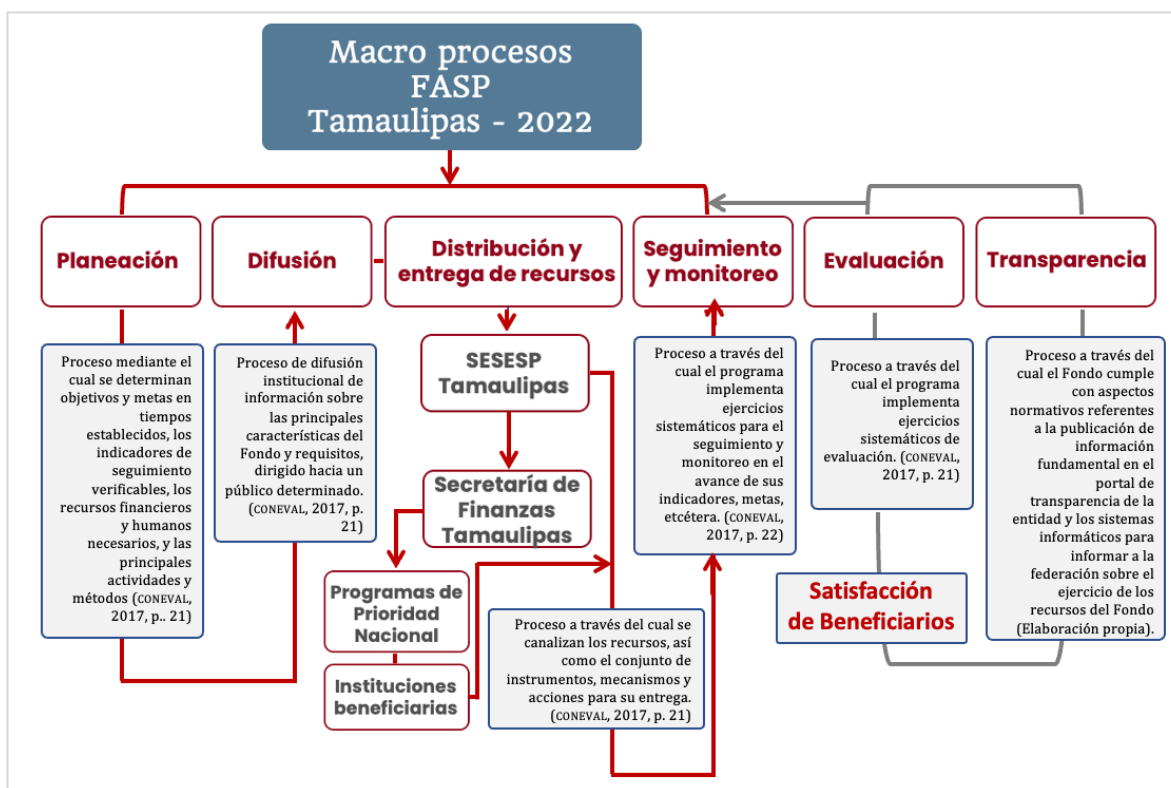 Macro procesos
FASP
Tamaulipas - 2022
Planeación
Difusión
Distribución y
entrega de recursos
Seguimiento
y monitoreo
Evaluación
Transparencia
Proceso mediante el
cual se determinan
objetivos y metas en
tiempos
establecidos, los
indicadores de
seguimiento
verificables, los
recursos financieros
y humanos
necesarios, y las
principales
actividades y
métodos (CONEVAL,
2017, p.. 21)
Proceso de difusión
institucional de
información sobre
las principales
características del
Fondo y requisitos,
dirigido hacia un
público determinado.
(CONEVAL, 2017, p.
21)
SESESP
Tamaulipas
Secretaría de
Finanzas
Tamaulipas
Programas de
Prioridad
Nacional
Instituciones
beneficiarias
Proceso a través del cual se
canalizan los recursos, así
como el conjunto de
instrumentos, mecanismos y
acciones para su entrega.
(CONEVAL, 2017, p. 21)
Proceso a través del
cual el programa
implementa
ejercicios
sistemáticos para el
seguimiento y
monitoreo en el
avance de sus
indicadores, metas,
etcétera. (CONEVAL,
2017, p. 22)
Proceso a través del
cual el programa
implementa
ejercicios
sistemáticos de
evaluación. (CONEVAL,
2017, p. 21)
Satisfacción
de Beneficiarios
Proceso a través del
cual el Fondo cumple
con aspectos
normativos referentes
a la publicación de
información
fundamental en el
portal de
transparencia de la
entidad y los sistemas
informáticos para
informar a la
federación sobre el
ejercicio de los
recursos del Fondo
(Elaboración propia).